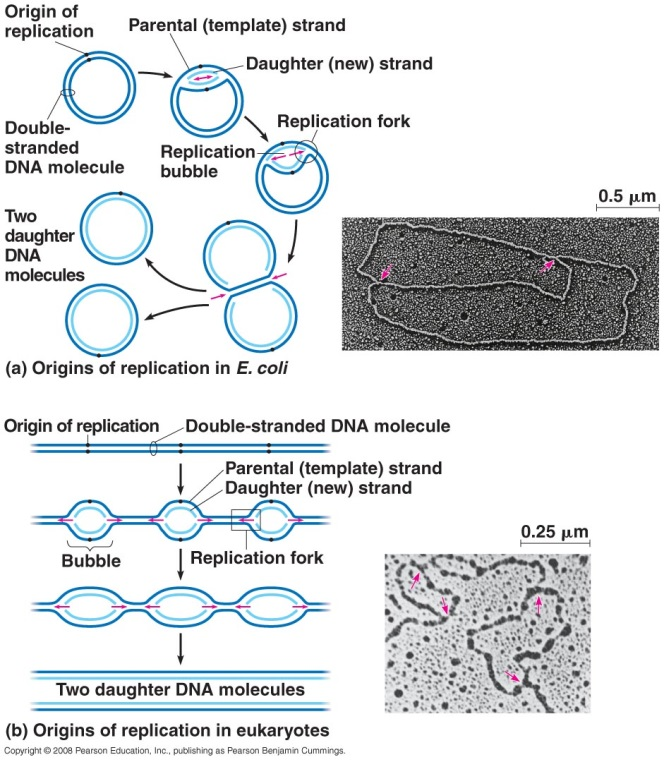 Origin of
replication
Parental (template) strand
Daughter (new) strand
Replication fork
Double-
stranded
DNA molecule
Replication
bubble
Two
daughter
DNA
molecules
0.5 μm
(a) Origins of replication in E. coli
Origin of replication
Double-stranded DNA molecule
Parental (template) strand
Daughter (new) strand
Bubble
Replication fork
0.25 μm
Two daughter DNA molecules
(b) Origins of replication in eukaryotes
Copyright © 2008 Pearson Education, Inc., publishing as Pearson Benjamin Cummings.